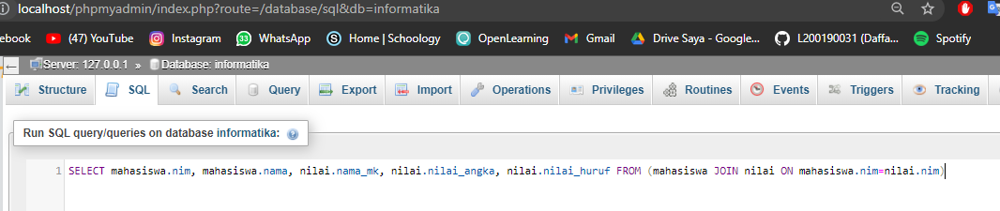 localhost/phpmyadmin/index.php?route=/database/sql&db=informatika
ebook (47) YouTube Instagram 33 WhatsApp S Home | Schoology OpenLearning Gmail Drive Saya - Google... L200190031 (Daffa... Spotify
Server: 127.0.0.1 » Database: informatika
Structure SQL Search Query Export Import Operations Privileges Routines Events Triggers Tracking
Run SQL query/queries on database informatika:
1 SELECT mahasiswa.nim, mahasiswa.nama, nilai.nama_mk, nilai.nilai_angka, nilai.nilai_huruf FROM (mahasiswa JOIN nilai ON mahasiswa.nim=nilai.nim)